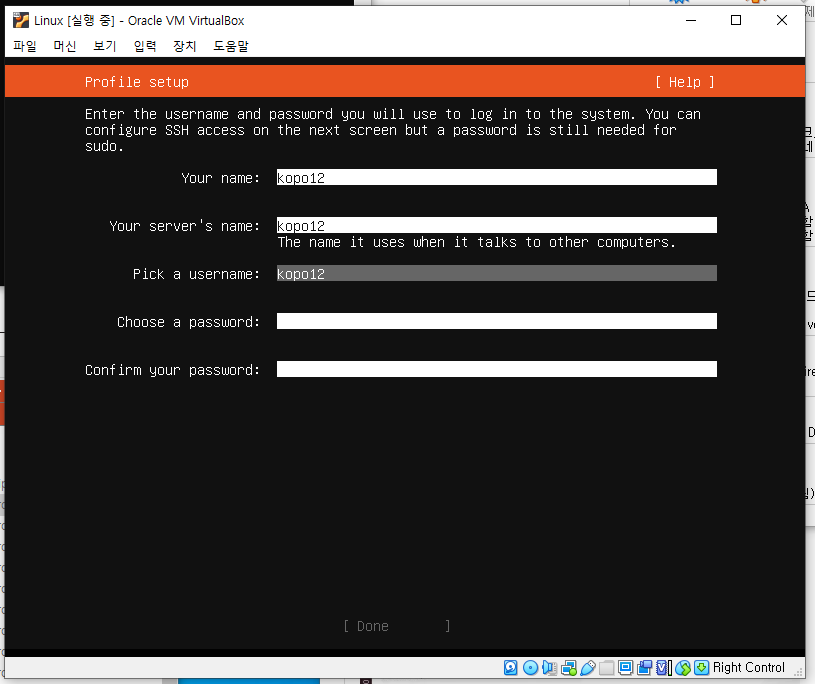 Linux [실행 중] - Oracle VM VirtualBox
파일 머신 보기 입력 장치 도움말
Profile setup [ Help ]
Enter the username and password you will use to log in to the system. You can
configure SSH access on the next screen but a password is still needed for
sudo.
Your name: kopo12
Your server's name: kopo12
The name it uses when it talks to other computers.
Pick a username: kopo12
Choose a password:
Confirm your password:
[ Done ]
Right Control